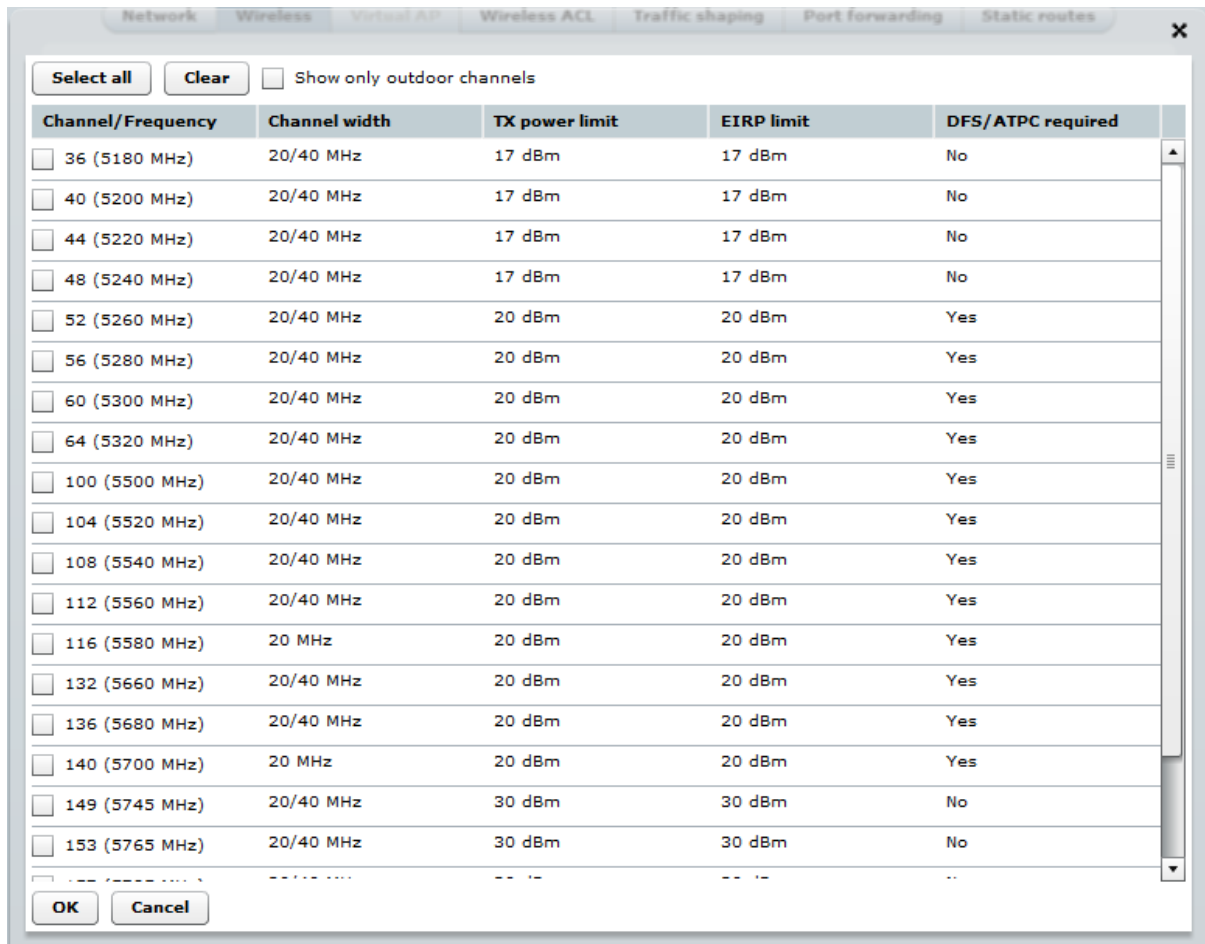 Network Wireless Virtual AP Wireless ACL Traffic shaping Port forwarding Static routes
Select all Clear Show only outdoor channels
Channel/Frequency Channel width TX power limit EIRP limit DFS/ATPC required
36 (5180 MHz) 20/40 MHz 17 dBm 17 dBm No
40 (5200 MHz) 20/40 MHz 17 dBm 17 dBm No
44 (5220 MHz) 20/40 MHz 17 dBm 17 dBm No
48 (5240 MHz) 20/40 MHz 17 dBm 17 dBm No
52 (5260 MHz) 20/40 MHz 20 dBm 20 dBm Yes
56 (5280 MHz) 20/40 MHz 20 dBm 20 dBm Yes
60 (5300 MHz) 20/40 MHz 20 dBm 20 dBm Yes
64 (5320 MHz) 20/40 MHz 20 dBm 20 dBm Yes
100 (5500 MHz) 20/40 MHz 20 dBm 20 dBm Yes
104 (5520 MHz) 20/40 MHz 20 dBm 20 dBm Yes
108 (5540 MHz) 20/40 MHz 20 dBm 20 dBm Yes
112 (5560 MHz) 20/40 MHz 20 dBm 20 dBm Yes
116 (5580 MHz) 20 MHz 20 dBm 20 dBm Yes
132 (5660 MHz) 20/40 MHz 20 dBm 20 dBm Yes
136 (5680 MHz) 20/40 MHz 20 dBm 20 dBm Yes
140 (5700 MHz) 20 MHz 20 dBm 20 dBm Yes
149 (5745 MHz) 20/40 MHz 30 dBm 30 dBm No
153 (5765 MHz) 20/40 MHz 30 dBm 30 dBm No
OK Cancel